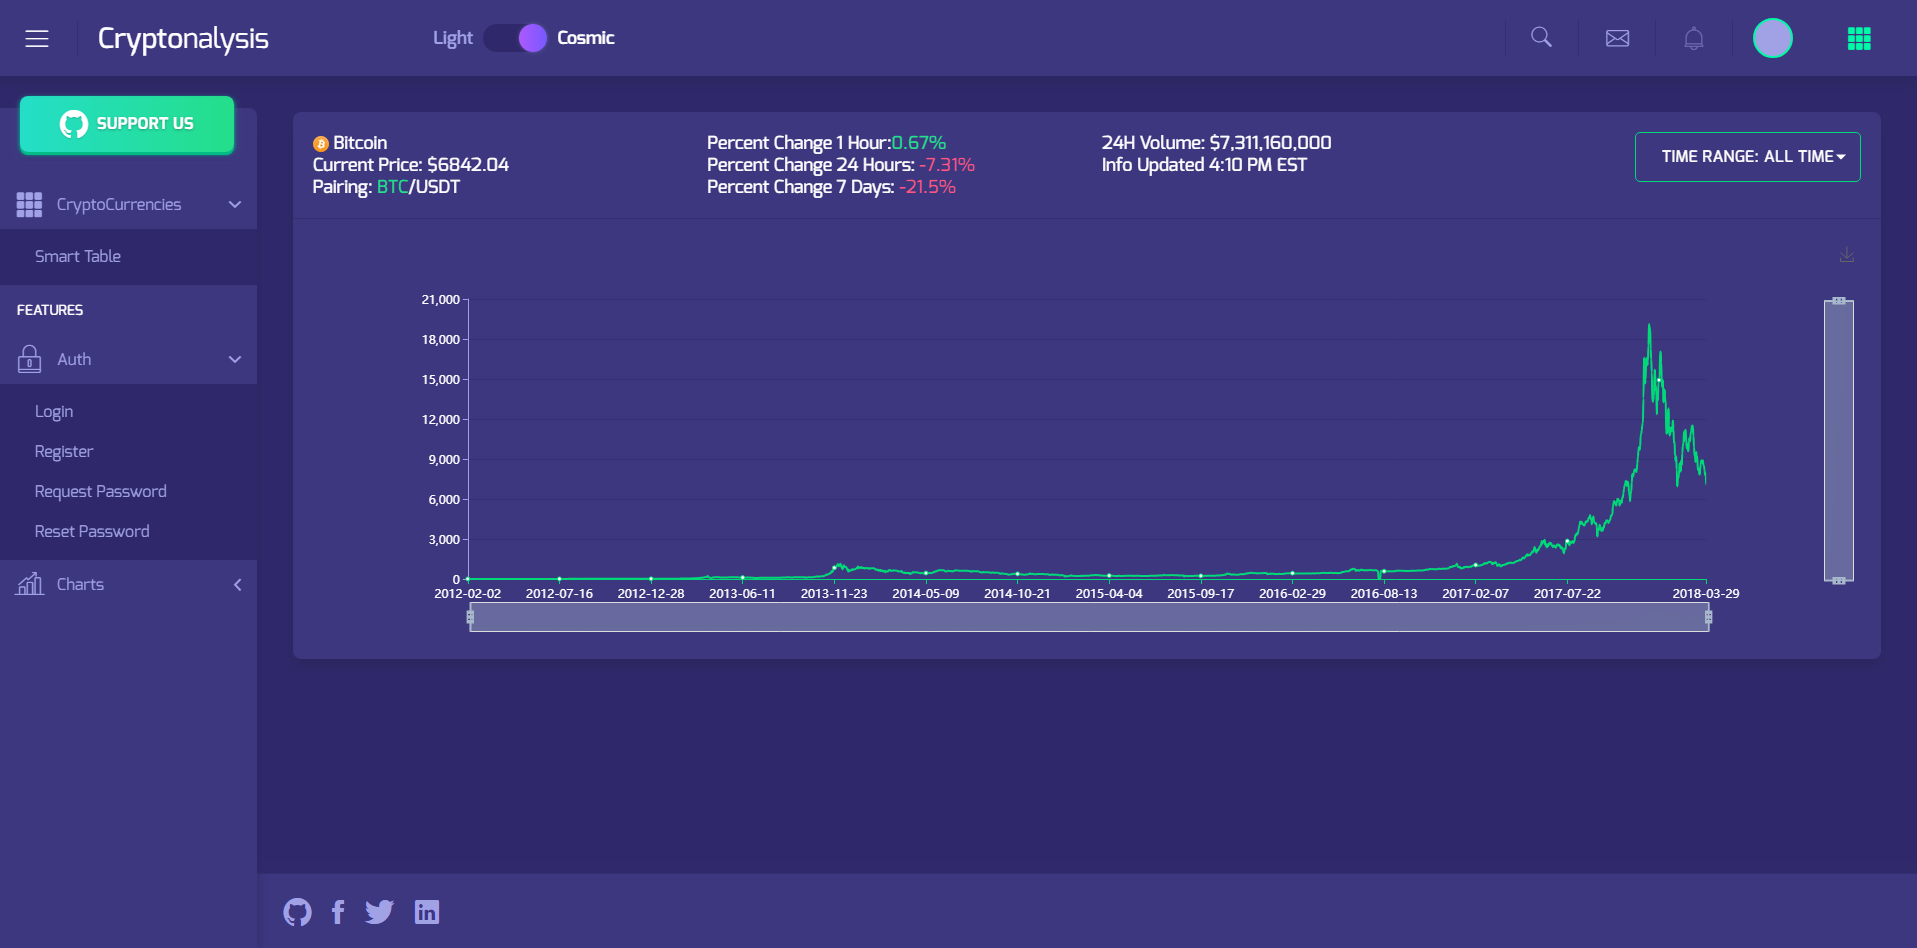 Cryptonalysis
Light Cosmic
SUPPORT US
CryptoCurrencies
Smart Table
FEATURES
Auth
Login
Register
Request Password
Reset Password
Charts
Bitcoin
Current Price: $6842.04
Pairing: BTC/USDT
Percent Change 1 Hour:0.67%
Percent Change 24 Hours: -7.31%
Percent Change 7 Days: -21.5%
24H Volume: $7,311,160,000
Info Updated 4:10 PM EST
TIME RANGE: ALL TIME
21,000
18,000
15,000
12,000
9,000
6,000
3,000
0
2012-02-02 2012-07-16 2012-12-28 2013-06-11 2013-11-23 2014-05-09 2014-10-21 2015-04-04 2015-09-17 2016-02-29 2016-08-13 2017-02-07 2017-07-22 2018-03-29